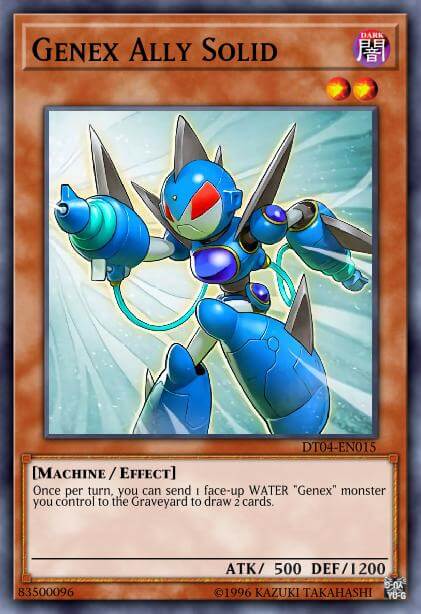 GENEX ALLY SOLID
DARK
闇
DT04-EN015
[MACHINE / EFFECT]
Once per turn, you can send 1 face-up WATER "Genex" monster
you control to the Graveyard to draw 2 cards.
ATK/ 500 DEF/1200
83500096 ©1996 KAZUKI TAKAHASHI